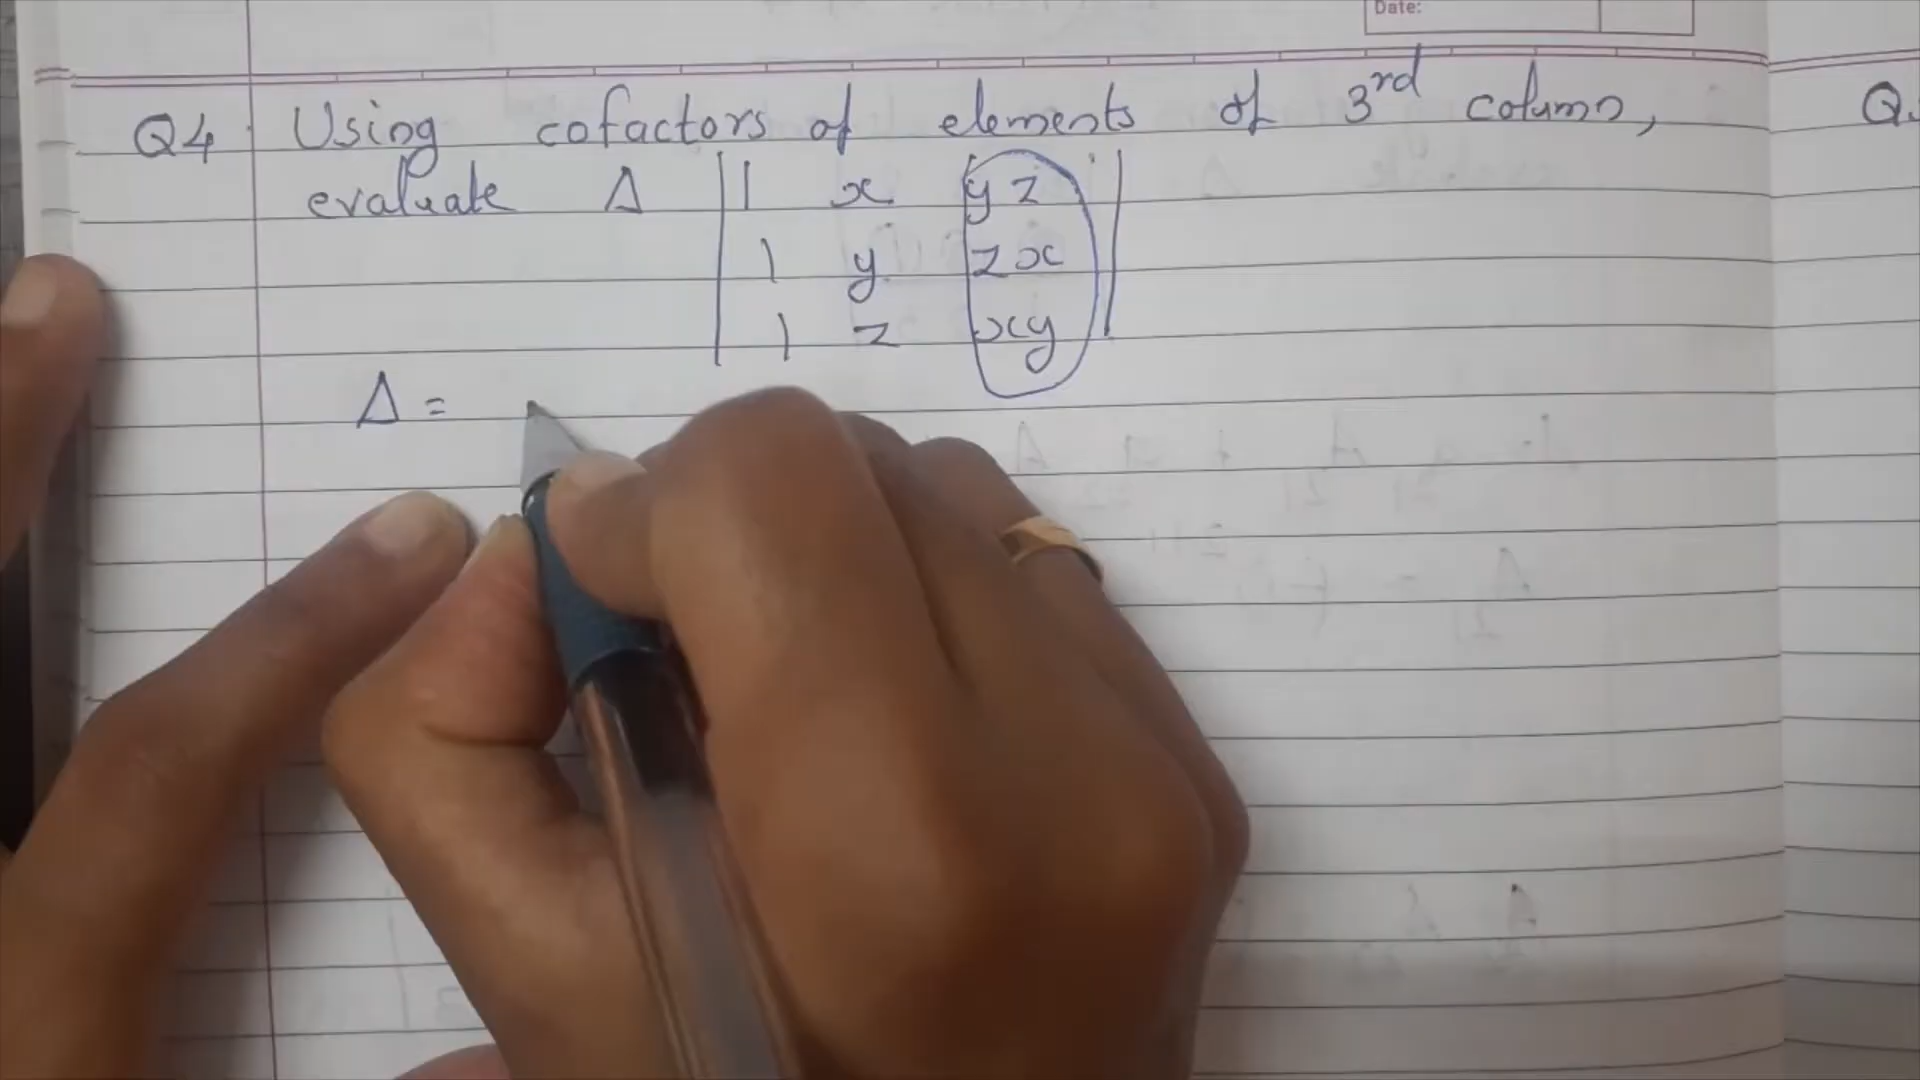 Date:
Q4 Using cofactors of elements of 3rd column,
evaluate Δ | 1 x yz |
1 y zx
1 z xy
Δ =